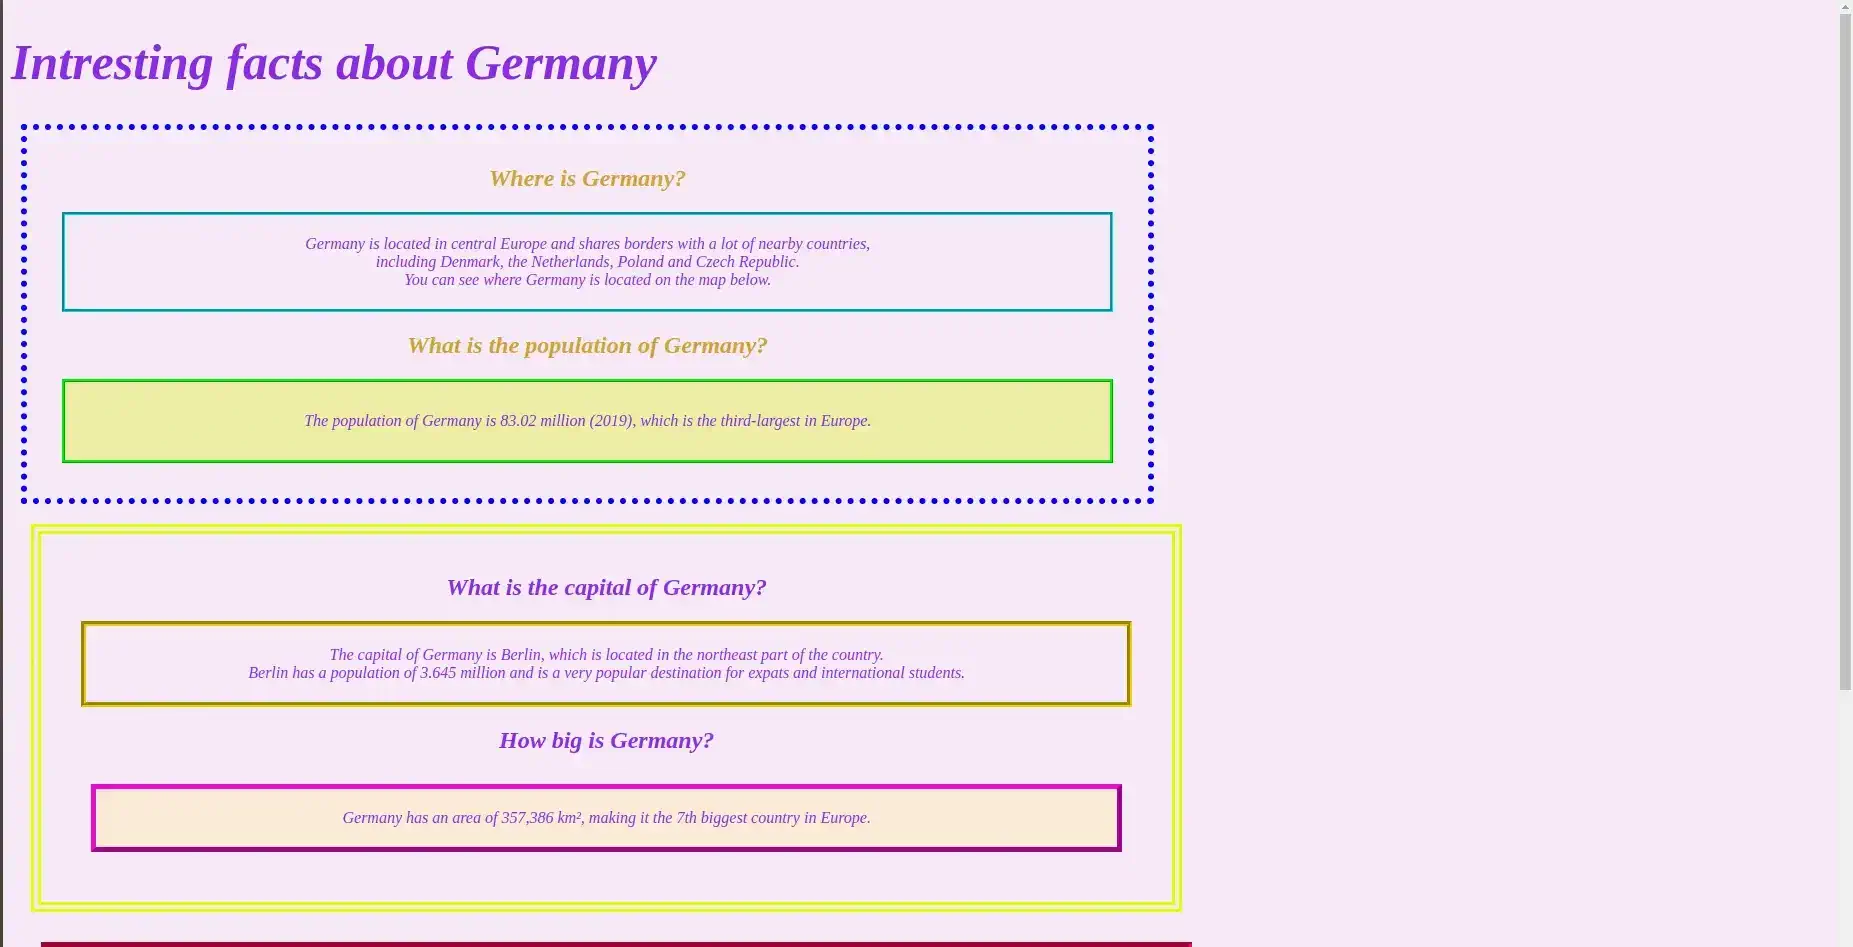 Intresting facts about Germany
Where is Germany?
Germany is located in central Europe and shares borders with a lot of nearby countries,
including Denmark, the Netherlands, Poland and Czech Republic.
You can see where Germany is located on the map below.
What is the population of Germany?
The population of Germany is 83.02 million (2019), which is the third-largest in Europe.
What is the capital of Germany?
The capital of Germany is Berlin, which is located in the northeast part of the country.
Berlin has a population of 3.645 million and is a very popular destination for expats and international students.
How big is Germany?
Germany has an area of 357,386 km², making it the 7th biggest country in Europe.